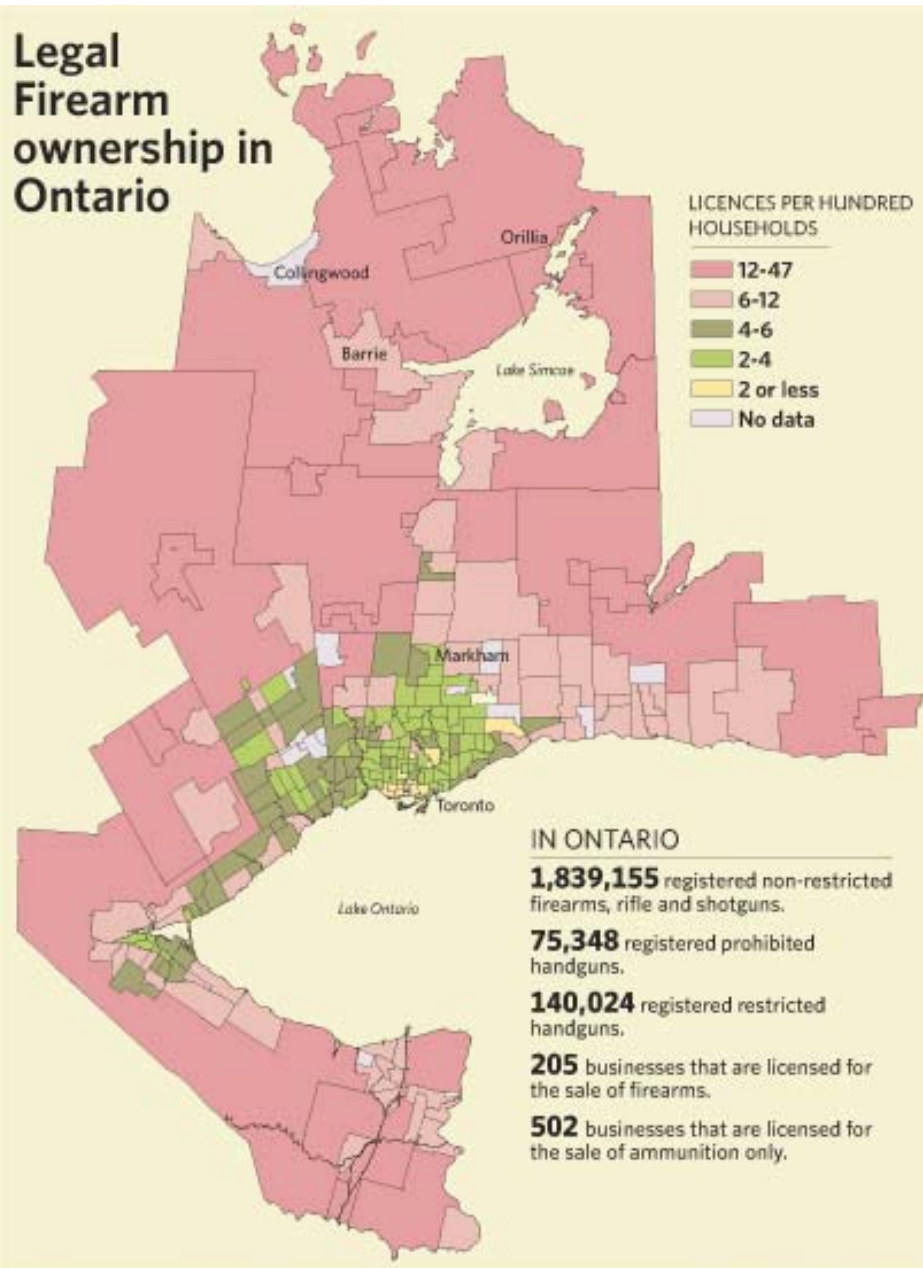 Legal
Firearm
ownership in
Ontario
LICENCES PER HUNDRED
HOUSEHOLDS
12-47
6-12
4-6
2-4
2 or less
No data
Orillia
Collingwood
Barrie
Lake Simcoe
Markham
Toronto
Lake Ontario
IN ONTARIO
1,839,155 registered non-restricted
firearms, rifle and shotguns.
75,348 registered prohibited
handguns.
140,024 registered restricted
handguns.
205 businesses that are licensed for
the sale of firearms.
502 businesses that are licensed for
the sale of ammunition only.